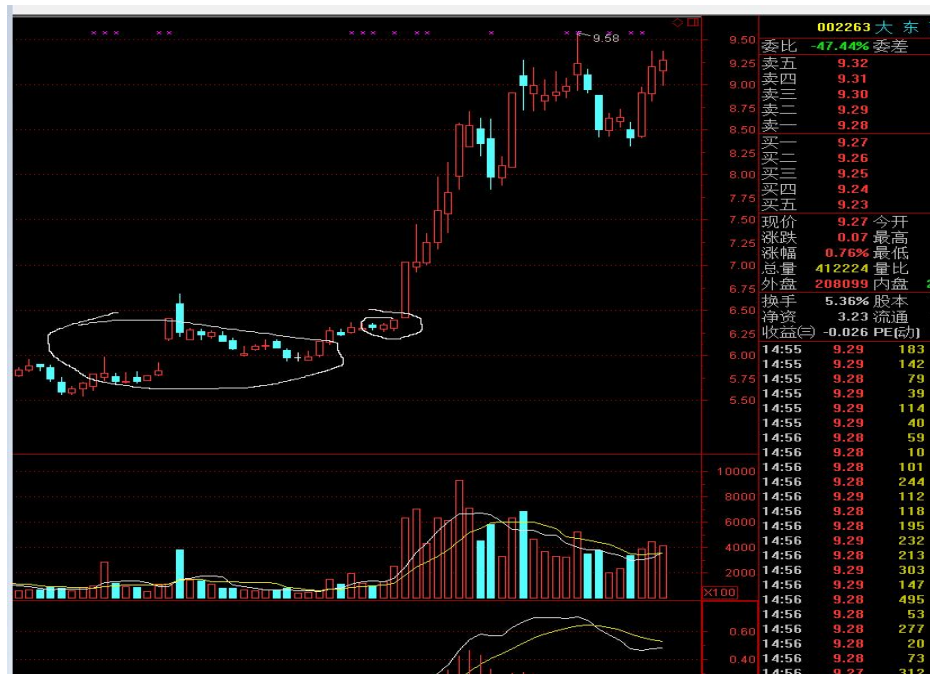 002263 大 东
9.58
9.50
9.25
9.00
8.75
8.50
8.25
8.00
7.75
7.50
7.25
7.00
6.75
6.50
6.25
6.00
5.75
5.50
10000
8000
6000
4000
2000
X100
0.60
0.40
委比 -47.44% 委差
卖五 9.32
卖四 9.31
卖三 9.30
卖二 9.29
卖一 9.28
买一 9.27
买二 9.26
买三 9.25
买四 9.24
买五 9.23
现价 9.27 今开
涨跌 0.07 最高
涨幅 0.76% 最低
总量 412224 量比
外盘 208099 内盘
换手 5.36% 股本
净资 3.23 流通
收益㈢ -0.026 PE(动)
14:55 9.29 183
14:55 9.29 142
14:55 9.28 79
14:55 9.29 39
14:55 9.29 114
14:55 9.29 40
14:56 9.28 59
14:56 9.28 10
14:56 9.28 101
14:56 9.28 244
14:56 9.29 112
14:56 9.28 118
14:56 9.28 195
14:56 9.29 232
14:56 9.28 213
14:56 9.29 303
14:56 9.29 147
14:56 9.28 495
14:56 9.28 53
14:56 9.28 277
14:56 9.28 20
14:56 9.28 73
14:56 9.27 312